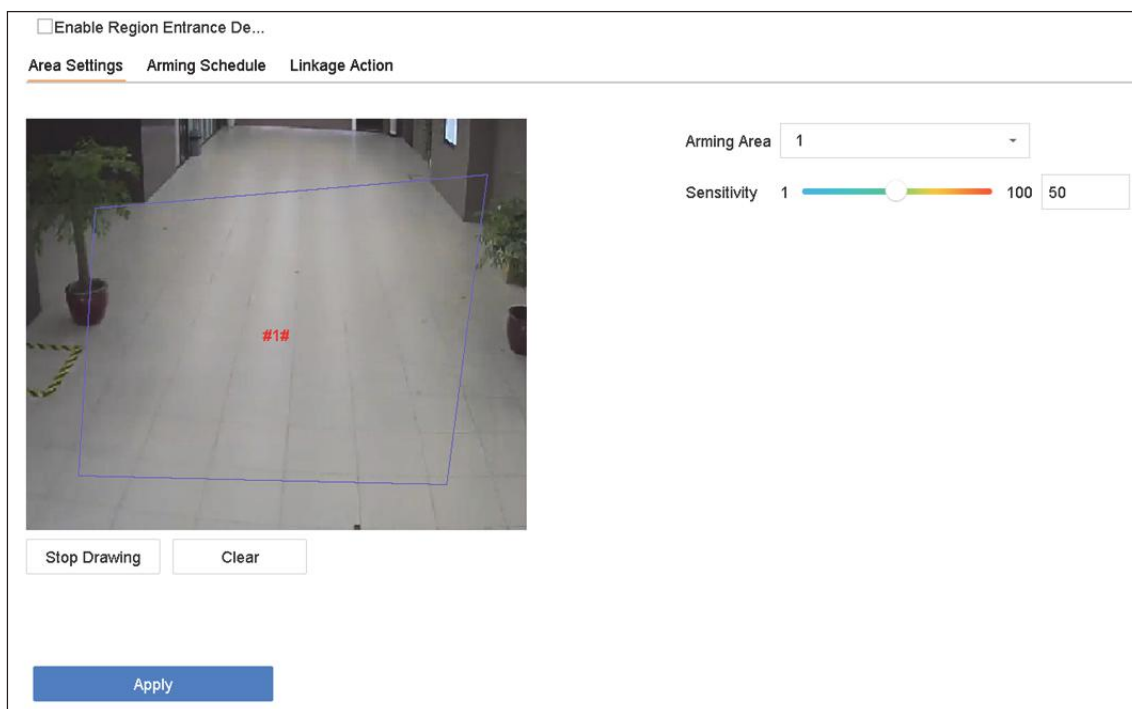 Enable Region Entrance De...
Area Settings Arming Schedule Linkage Action
Arming Area 1
Sensitivity 1 100 50
#1#
Stop Drawing Clear
Apply